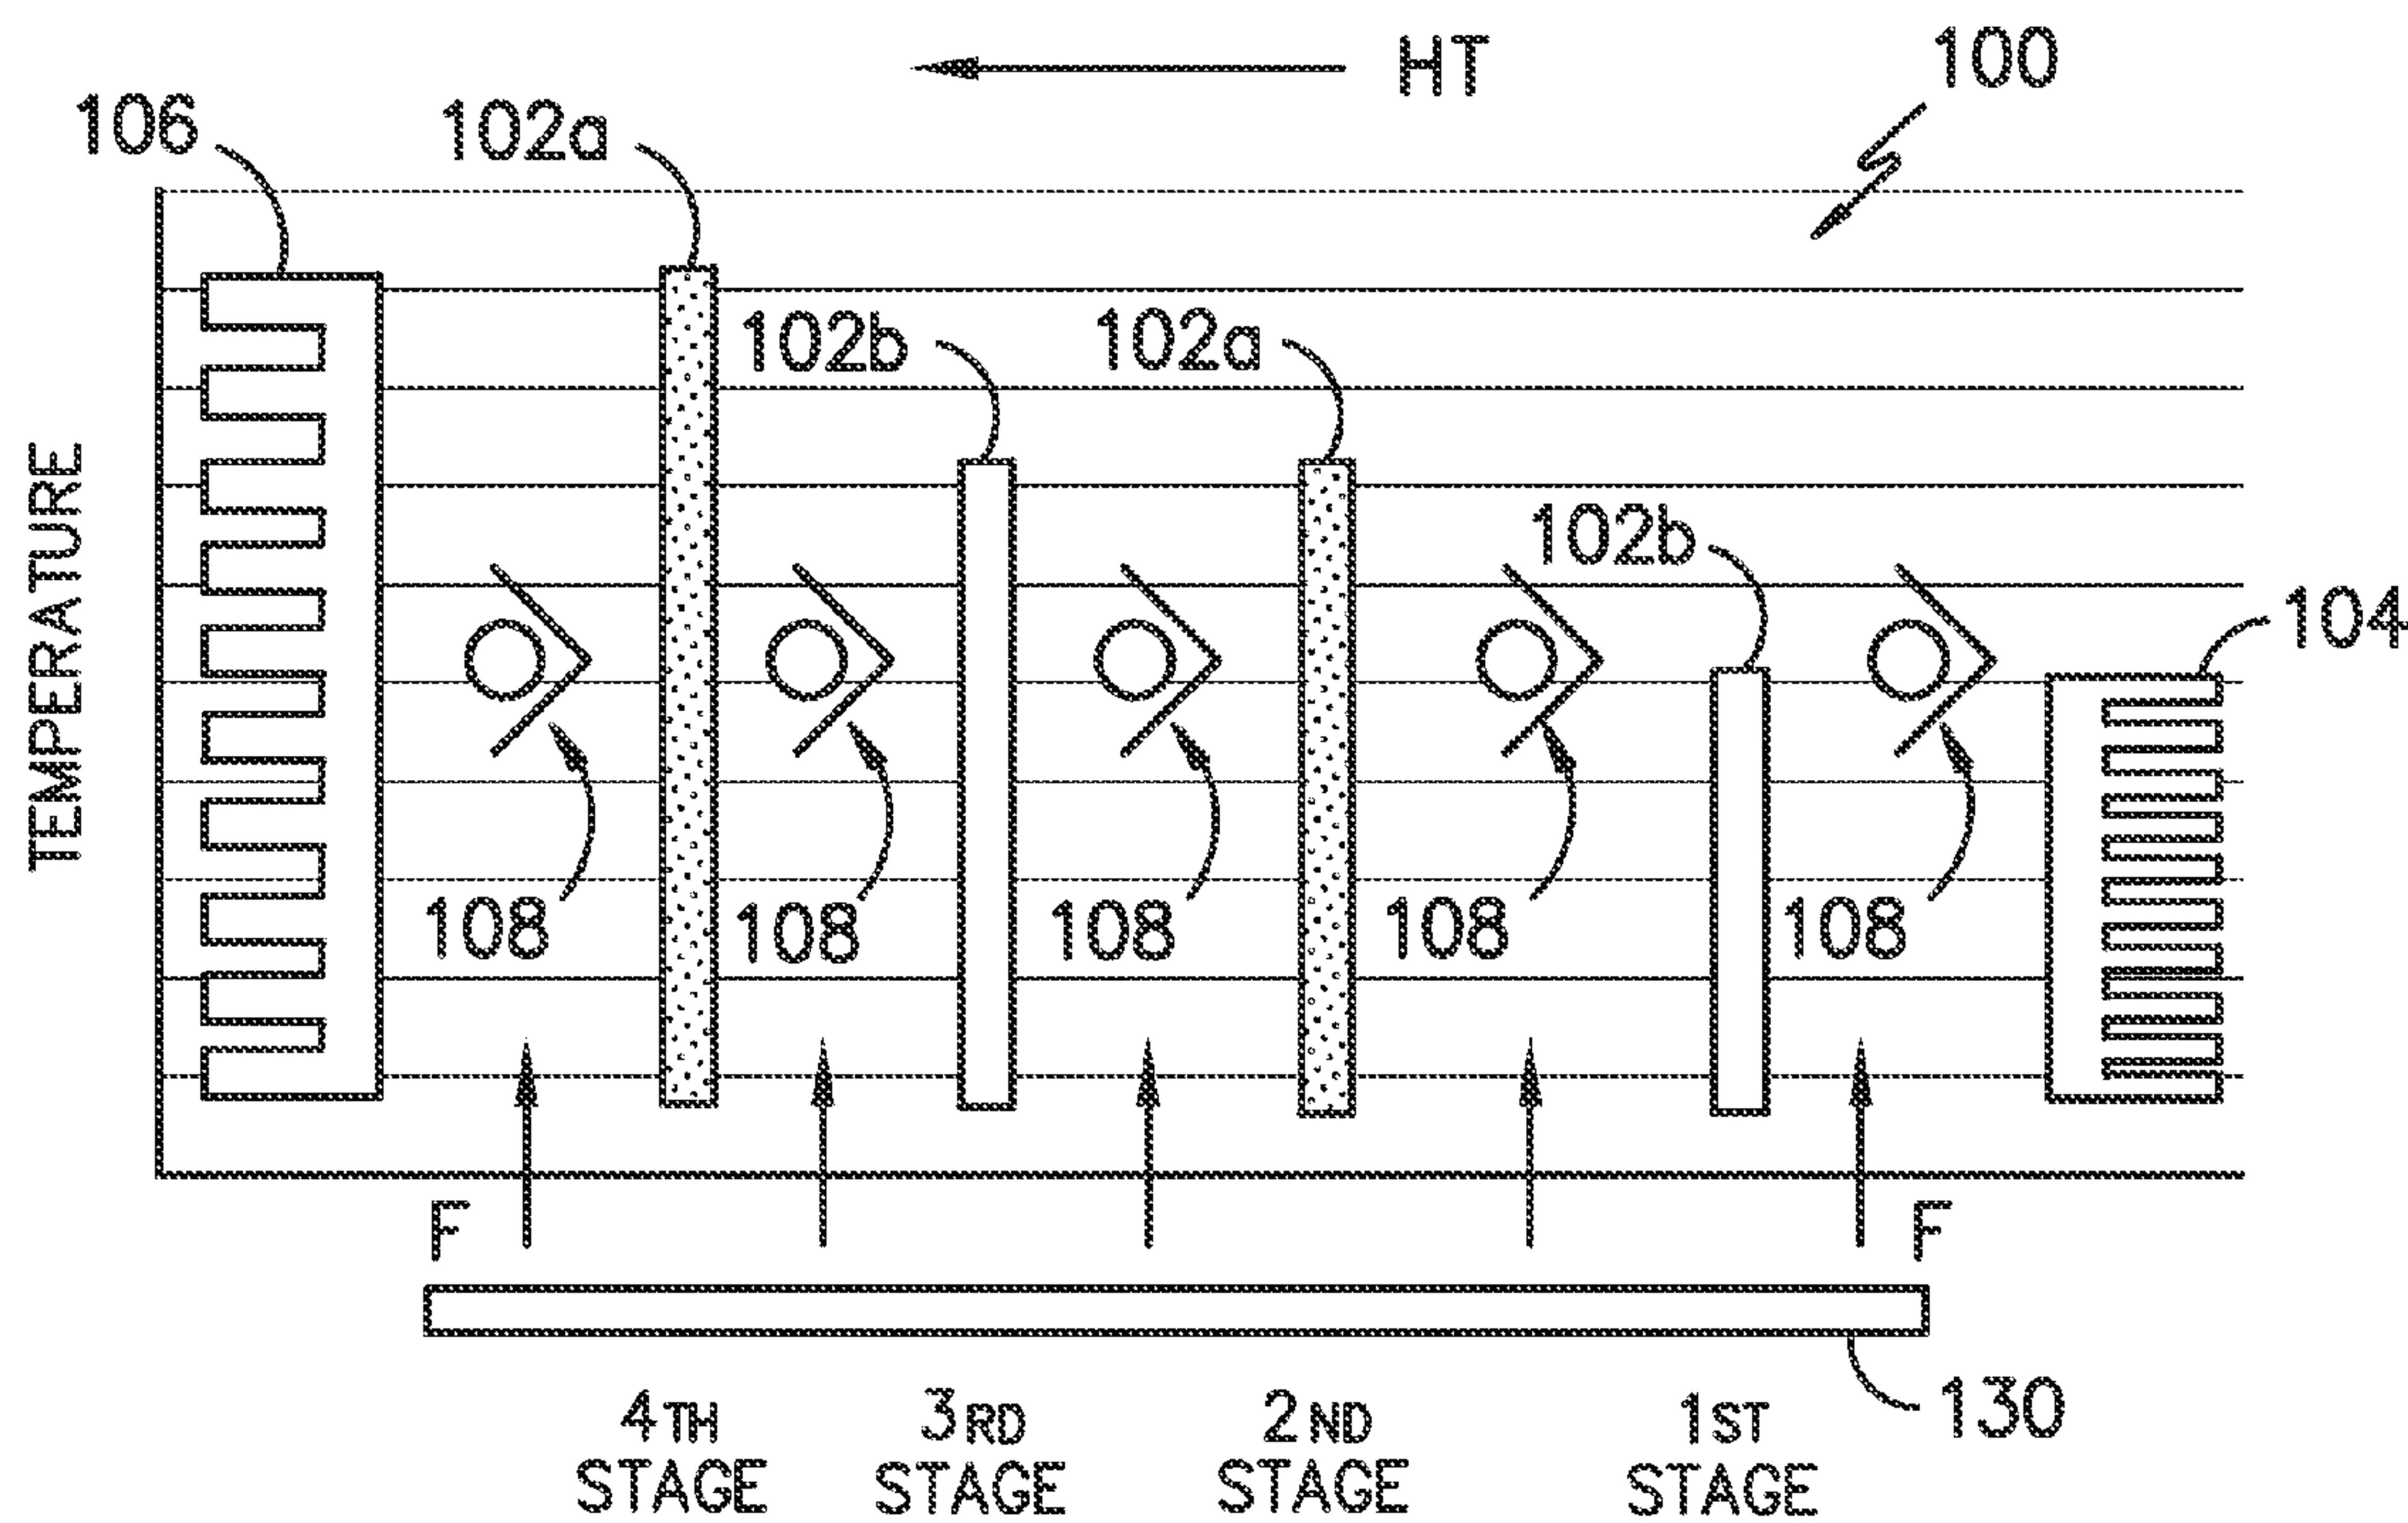 HT
100
106
102a
102b
102a
102b
104
TEMPERATURE
108
108
108
108
108
F
F
130
4TH
STAGE
3RD
STAGE
2ND
STAGE
1ST
STAGE